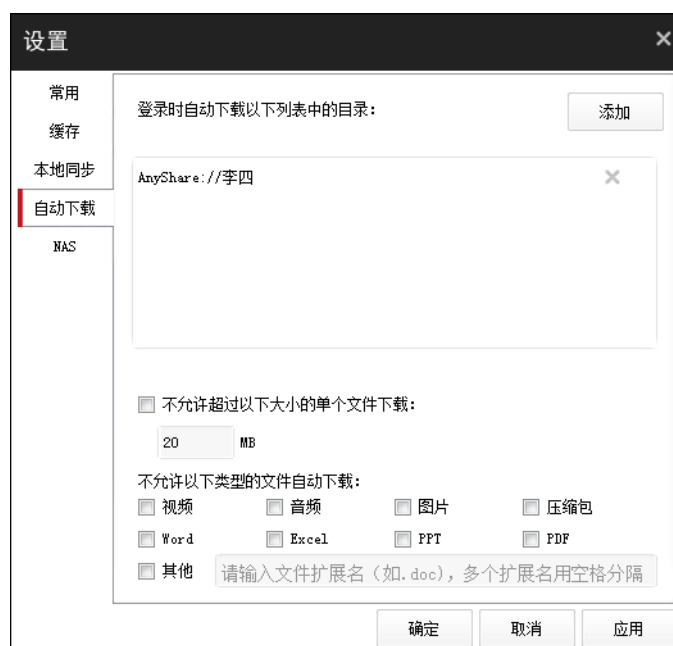 设置
常用
缓存
本地同步
自动下载
NAS
登录时自动下载以下列表中的目录:
添加
AnyShare://李四
不允许超过以下大小的单个文件下载:
20 MB
不允许以下类型的文件自动下载:
视频 音频 图片 压缩包
Word Excel PPT PDF
其他 请输入文件扩展名（如.doc），多个扩展名用空格分隔
确定 取消 应用